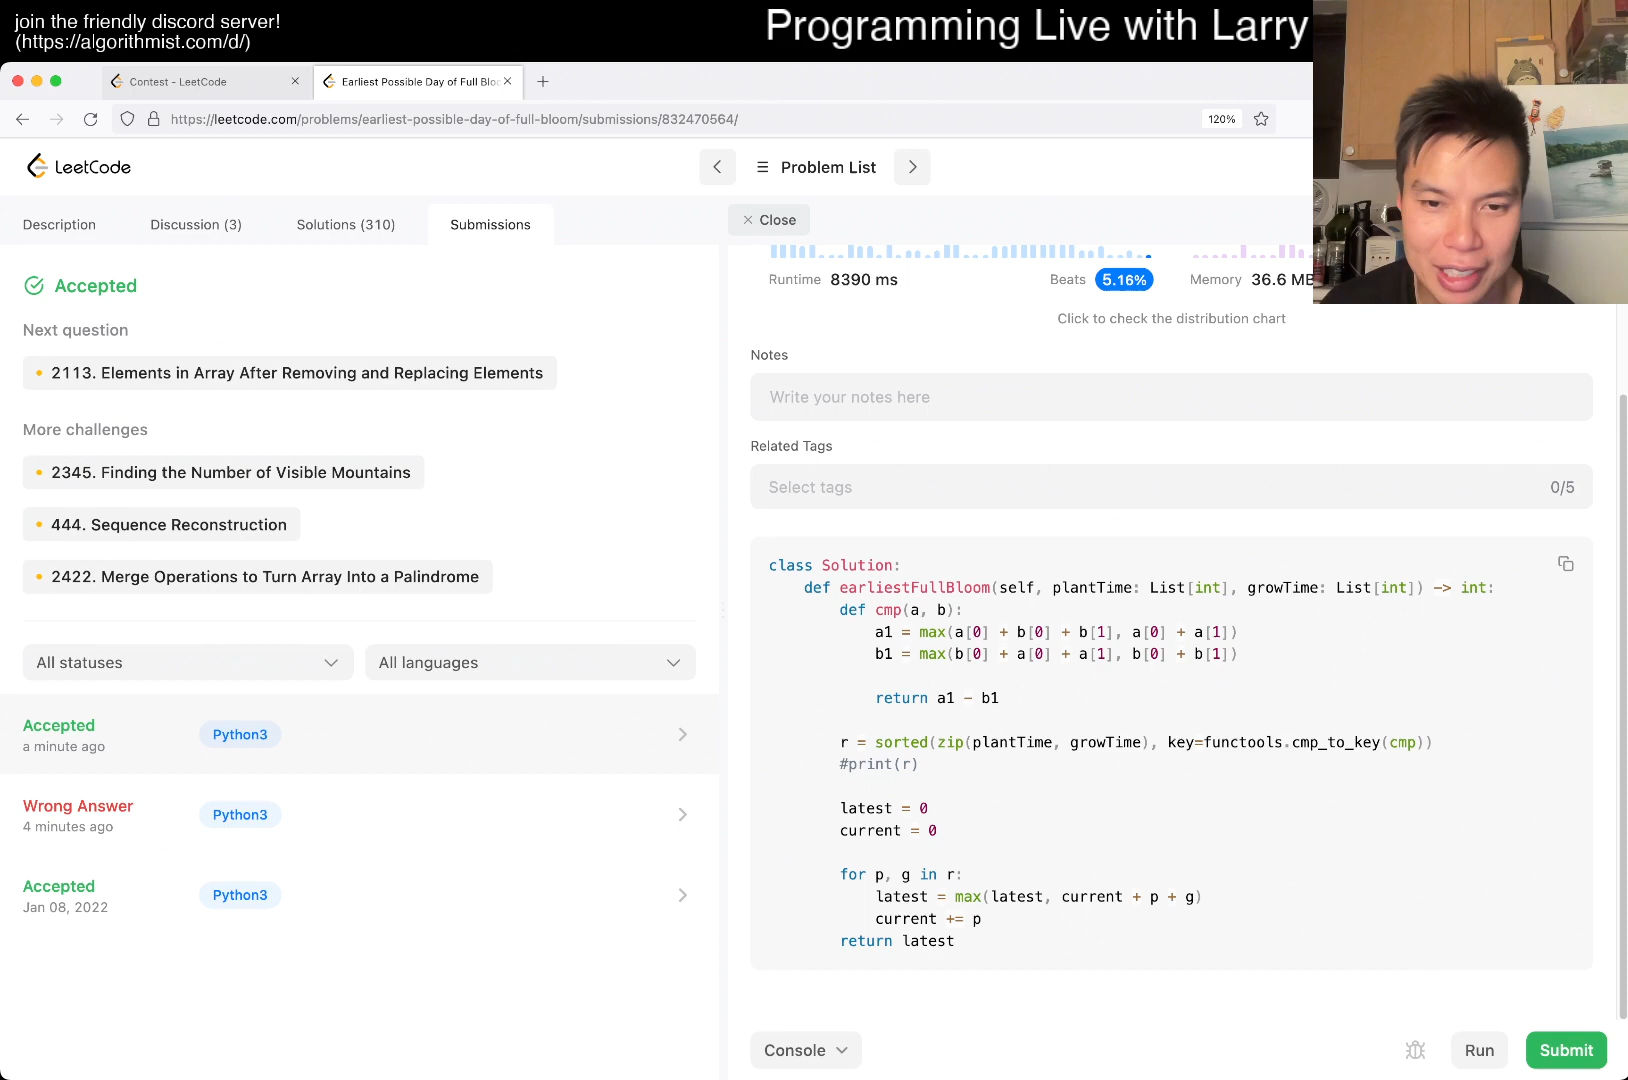 join the friendly discord server!
(https://algorithmist.com/d/)
Programming Live with Larry
Contest - LeetCode
Earliest Possible Day of Full Bloo
https://leetcode.com/problems/earliest-possible-day-of-full-bloom/submissions/832470564/
120%
LeetCode
Problem List
Description
Discussion (3)
Solutions (310)
Submissions
Close
Accepted
Runtime 8390 ms
Beats 5.16%
Memory 36.6 MB
Click to check the distribution chart
Next question
2113. Elements in Array After Removing and Replacing Elements
More challenges
2345. Finding the Number of Visible Mountains
444. Sequence Reconstruction
2422. Merge Operations to Turn Array Into a Palindrome
All statuses
All languages
Accepted
a minute ago
Python3
Wrong Answer
4 minutes ago
Python3
Accepted
Jan 08, 2022
Python3
Notes
Write your notes here
Related Tags
Select tags
0/5
class Solution:
def earliestFullBloom(self, plantTime: List[int], growTime: List[int]) -> int:
def cmp(a, b):
a1 = max(a[0] + b[0] + b[1], a[0] + a[1])
b1 = max(b[0] + a[0] + a[1], b[0] + b[1])
return a1 - b1
r = sorted(zip(plantTime, growTime), key=functools.cmp_to_key(cmp))
#print(r)
latest = 0
current = 0
for p, g in r:
latest = max(latest, current + p + g)
current += p
return latest
Console
Run
Submit